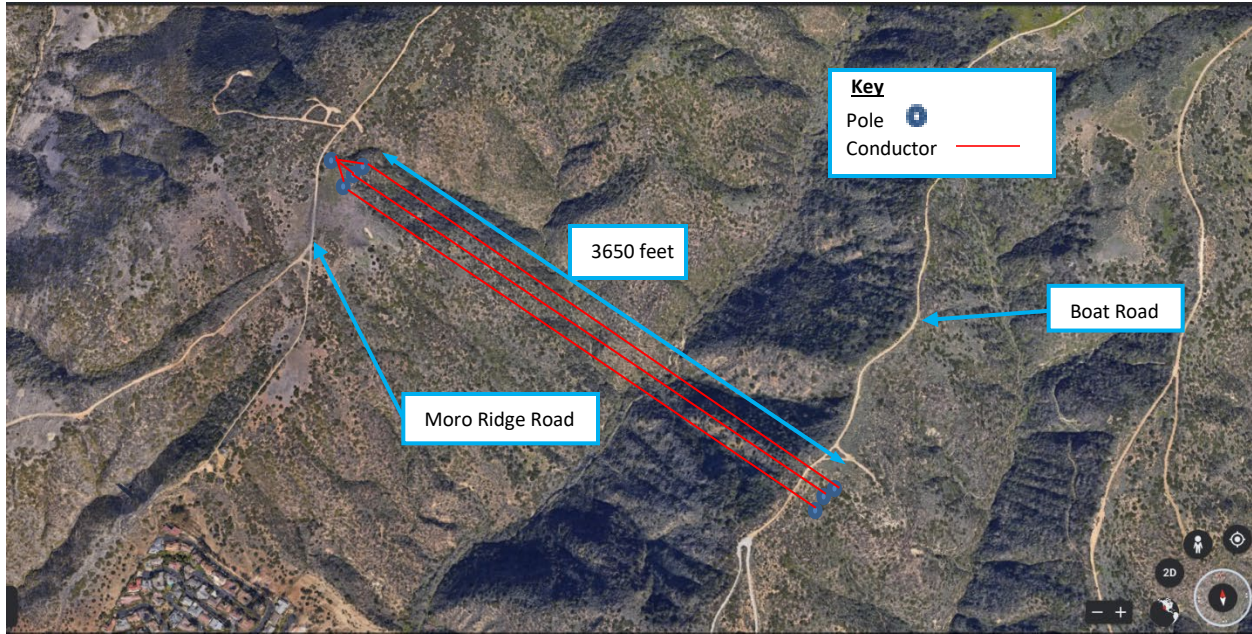 Key
Pole
Conductor
3650 feet
Boat Road
Moro Ridge Road
2D